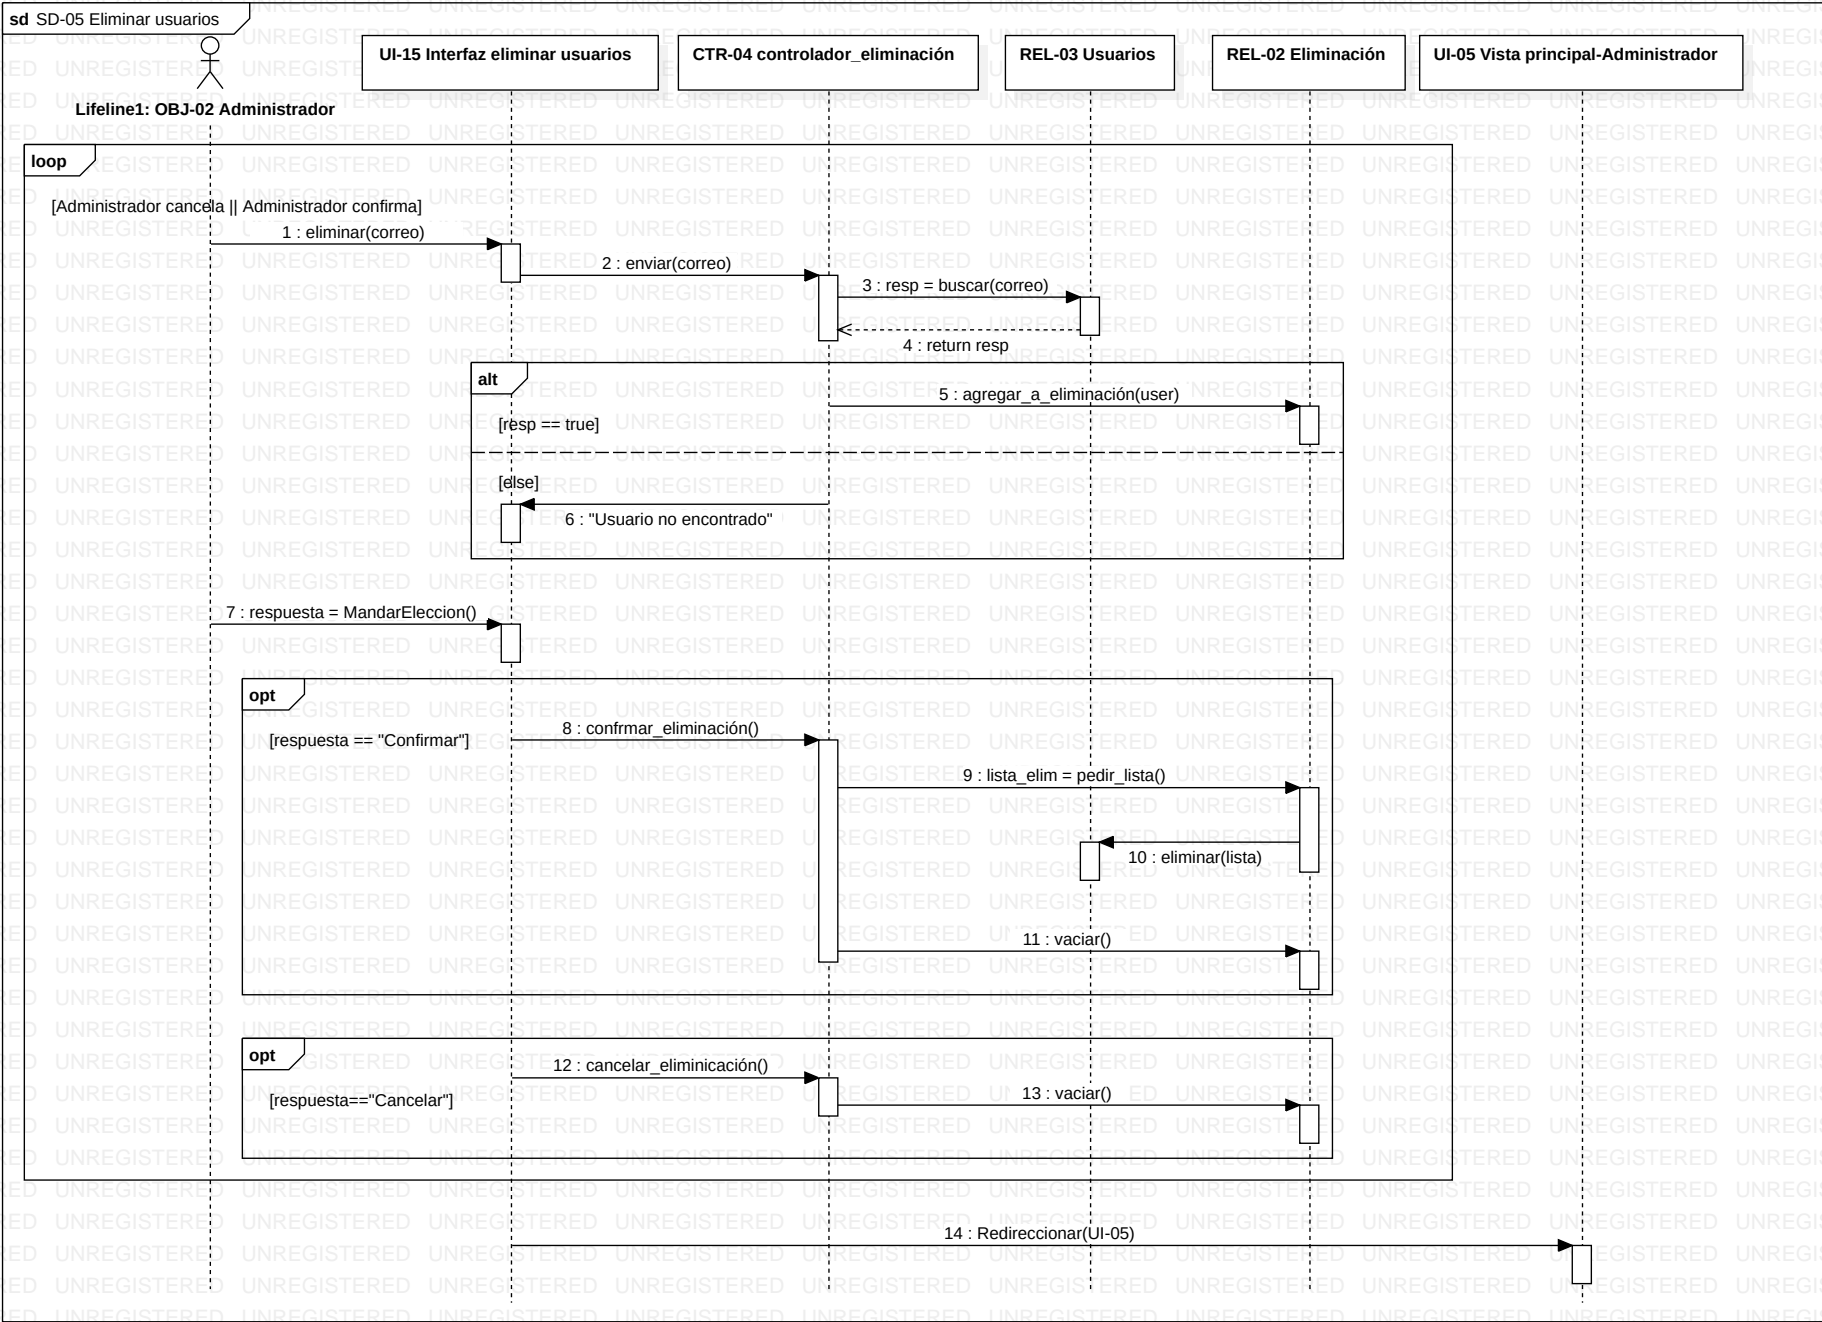 sd SD-05 Eliminar usuarios
UI-15 Interfaz eliminar usuarios
CTR-04 controlador_eliminación
REL-03 Usuarios
REL-02 Eliminación
UI-05 Vista principal-Administrador
Lifeline1: OBJ-02 Administrador
loop
[Administrador cancela || Administrador confirma]
1 : eliminar(correo)
2 : enviar(correo)
3 : resp = buscar(correo)
4 : return resp
alt
5 : agregar_a_eliminación(user)
[resp == true]
[else]
6 : "Usuario no encontrado"
7 : respuesta = MandarEleccion()
opt
8 : confrmar_eliminación()
[respuesta == "Confirmar"]
9 : lista_elim = pedir_lista()
10 : eliminar(lista)
11 : vaciar()
opt
12 : cancelar_eliminicación()
13 : vaciar()
[respuesta=="Cancelar"]
14 : Redireccionar(UI-05)
UNREGISTERED